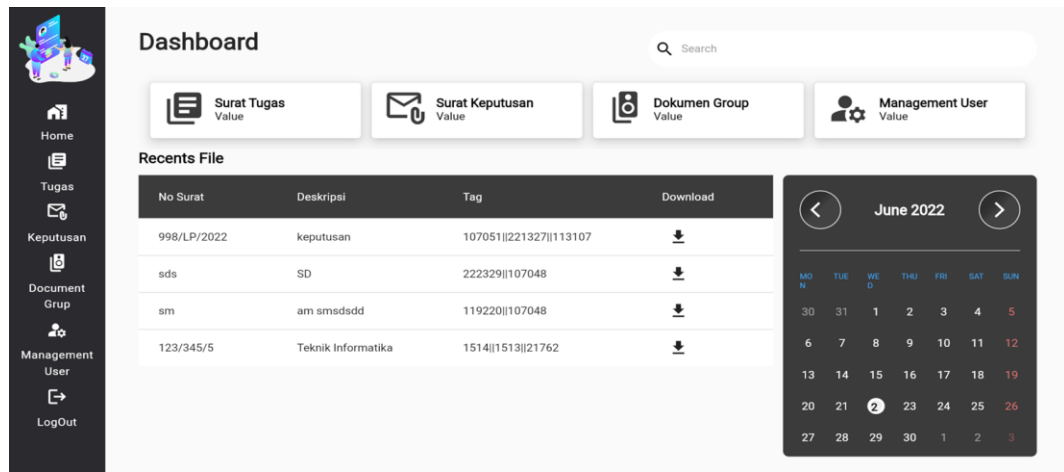 Dashboard
Search
Home
Tugas
Keputusan
Document
Grup
Management
User
LogOut
Surat Tugas
Value
Surat Keputusan
Value
Dokumen Group
Value
Management User
Value
Recents File
No Surat Deskripsi Tag Download
998/LP/2022 keputusan 107051||221327||113107
sds SD 222329||107048
sm am smsdsdd 119220||107048
123/345/5 Teknik Informatika 1514||1513||21762
June 2022
MON TUE WED THU FRI SAT SUN
30 31 1 2 3 4 5
6 7 8 9 10 11 12
13 14 15 16 17 18 19
20 21 2 23 24 25 26
27 28 29 30 1 2 3